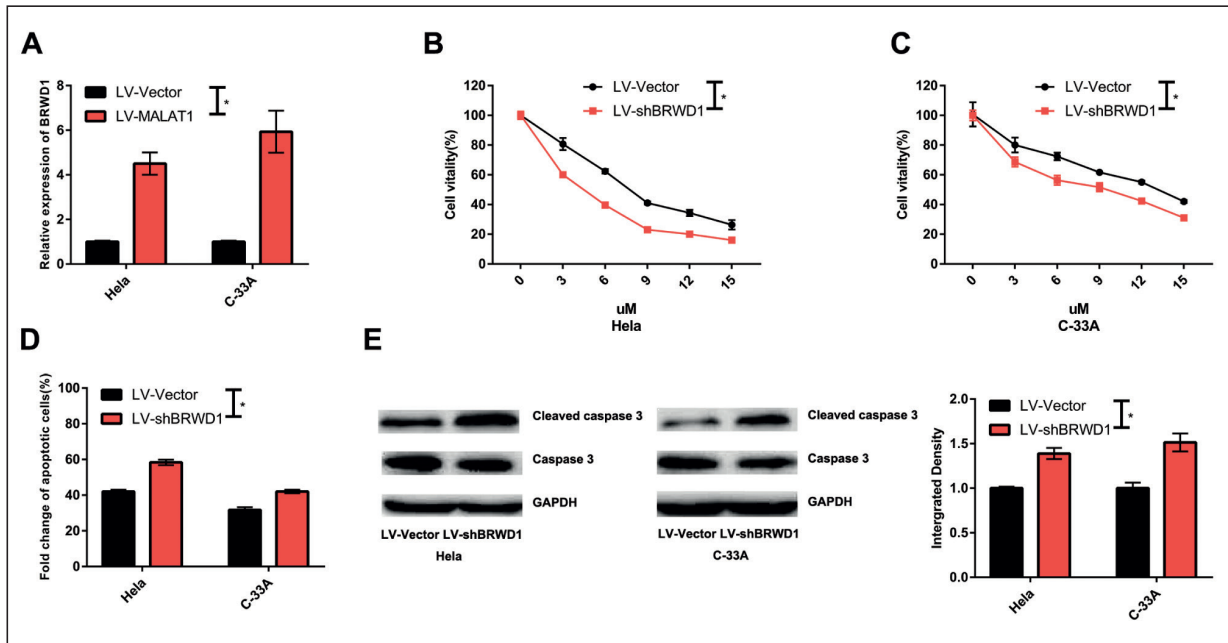 A
Relative expression of BRWD1
8
6
4
2
0
LV-Vector
LV-MALAT1
*
Hela
C-33A
B
Cell vitality(%)
120
100
80
60
40
20
0
LV-Vector
LV-shBRWD1
*
0 3 6 9 12 15
uM
Hela
C
Cell vitality(%)
120
100
80
60
40
20
0
LV-Vector
LV-shBRWD1
*
0 3 6 9 12 15
uM
C-33A
D
Fold change of apoptic cells(%)
100
80
60
40
20
0
LV-Vector
LV-shBRWD1
*
Hela
C-33A
E
Cleaved caspase 3
Caspase 3
GAPDH
LV-Vector LV-shBRWD1
Hela
Cleaved caspase 3
Caspase 3
GAPDH
LV-Vector LV-shBRWD1
C-33A
Intergrated Density
2.0
1.5
1.0
0.5
0.0
LV-Vector
LV-shBRWD1
*
Hela
C-33A